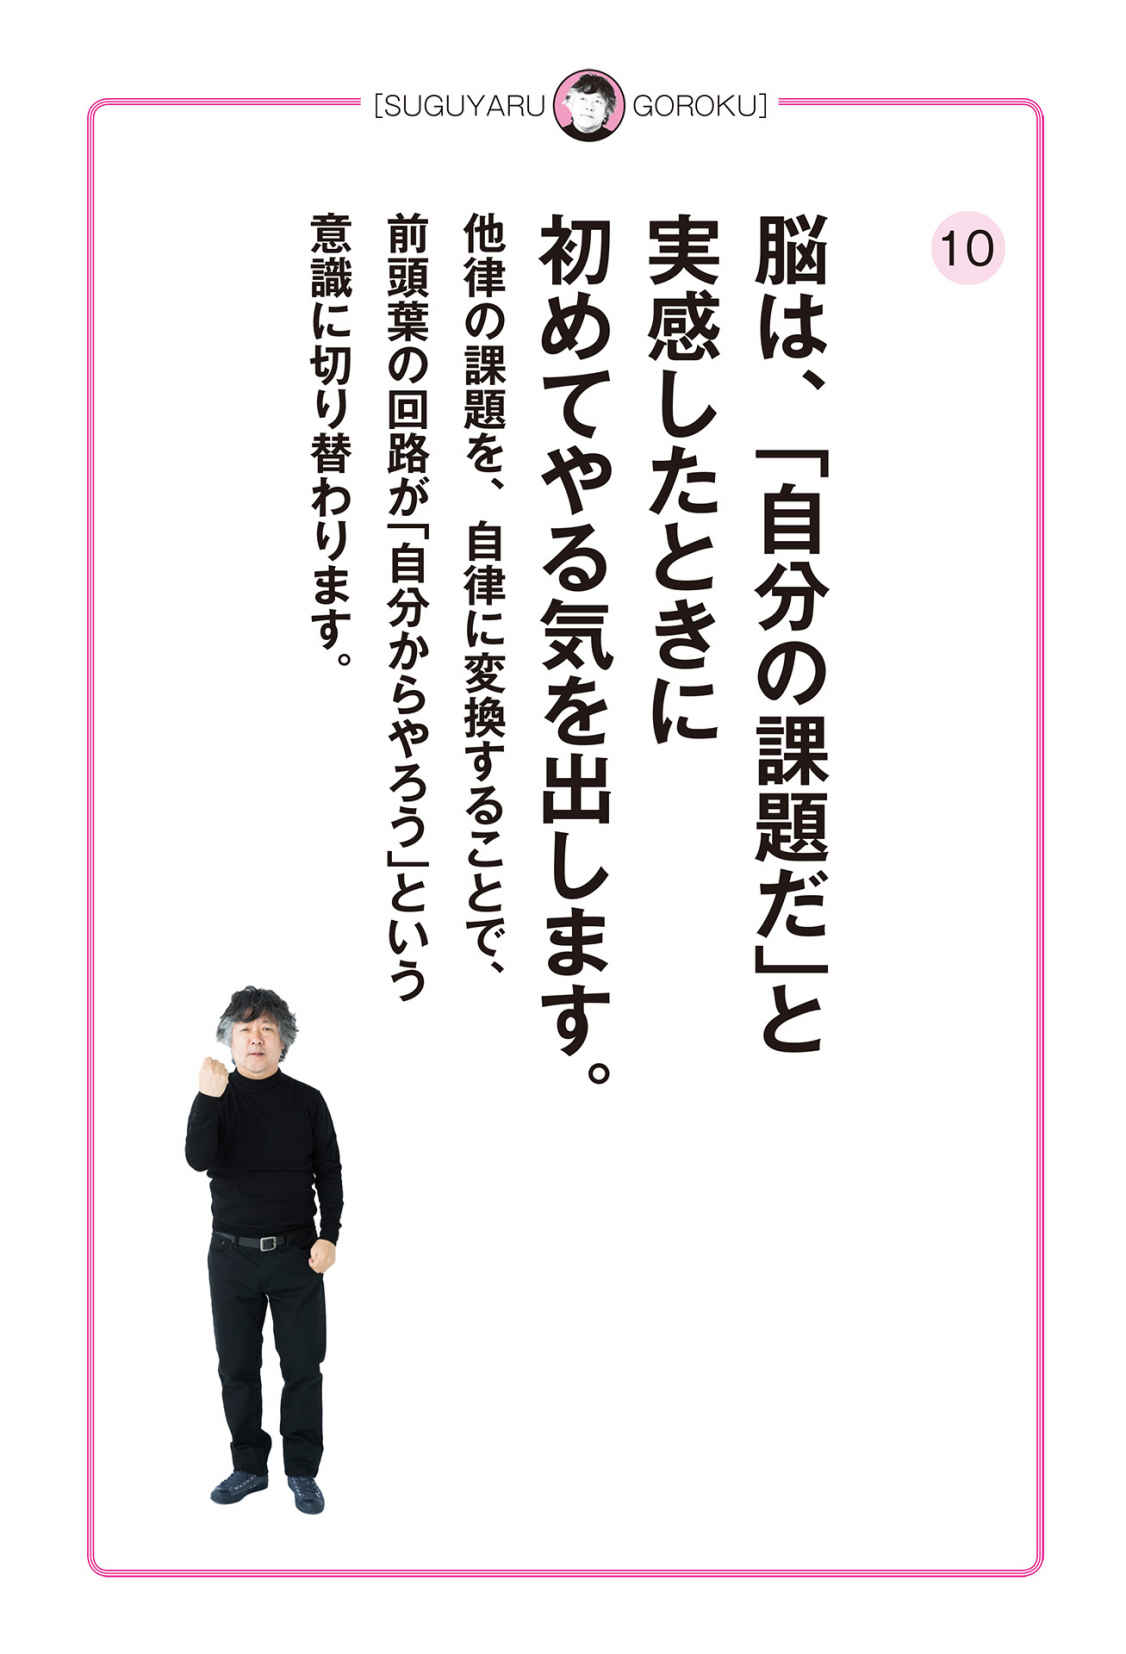 [SUGUYARU GOROKU]
10
脳は、「自分の課題だ」と
実感したときに
初めてやる気を出します。
他律の課題を、自律に変換することで、
前頭葉の回路が「自分からやろう」という
意識に切り替わります。